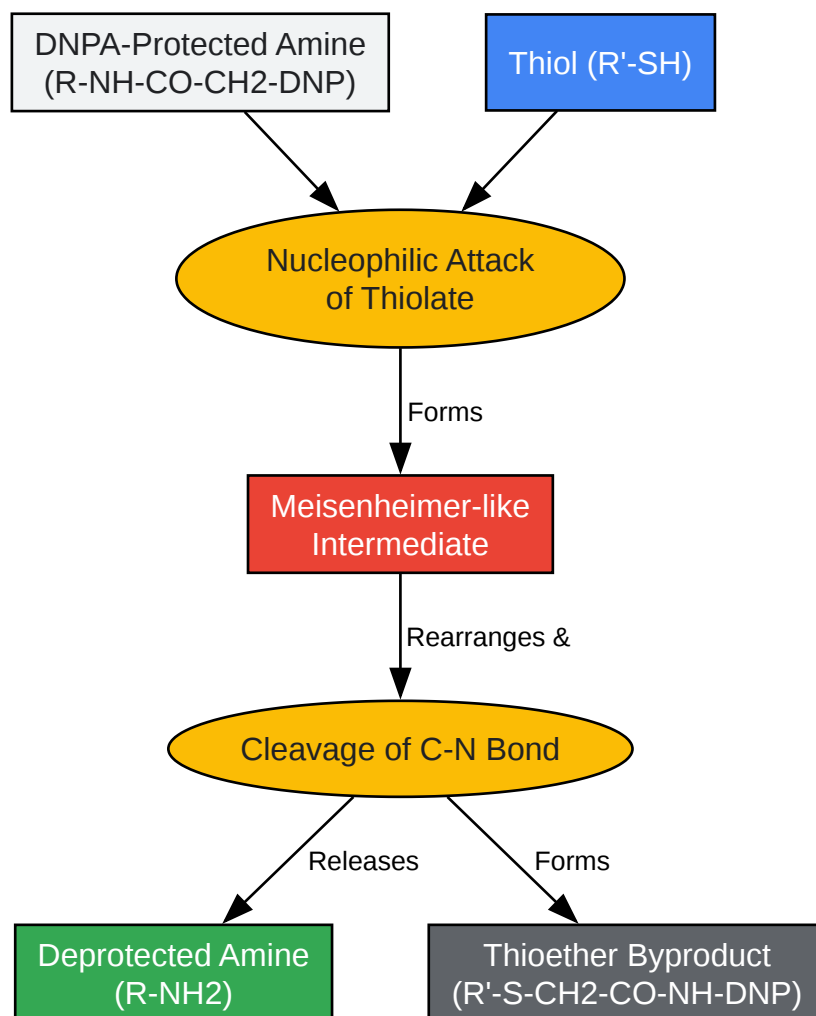 DNPA-Protected Amine
(R-NH-CO-CH2-DNP)
Thiol (R'-SH)
Nucleophilic Attack
of Thiolate
Forms
Meisenheimer-like
Intermediate
Rearranges &
Cleavage of C-N Bond
Releases
Forms
Deprotected Amine
(R-NH2)
Thioether Byproduct
(R'-S-CH2-CO-NH-DNP)